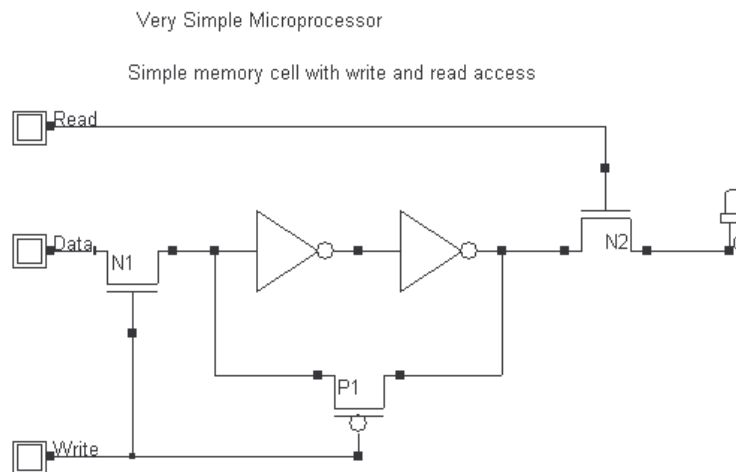 Very Simple Microprocessor
Simple memory cell with write and read access
Read
Data
N1
N2
P1
Write